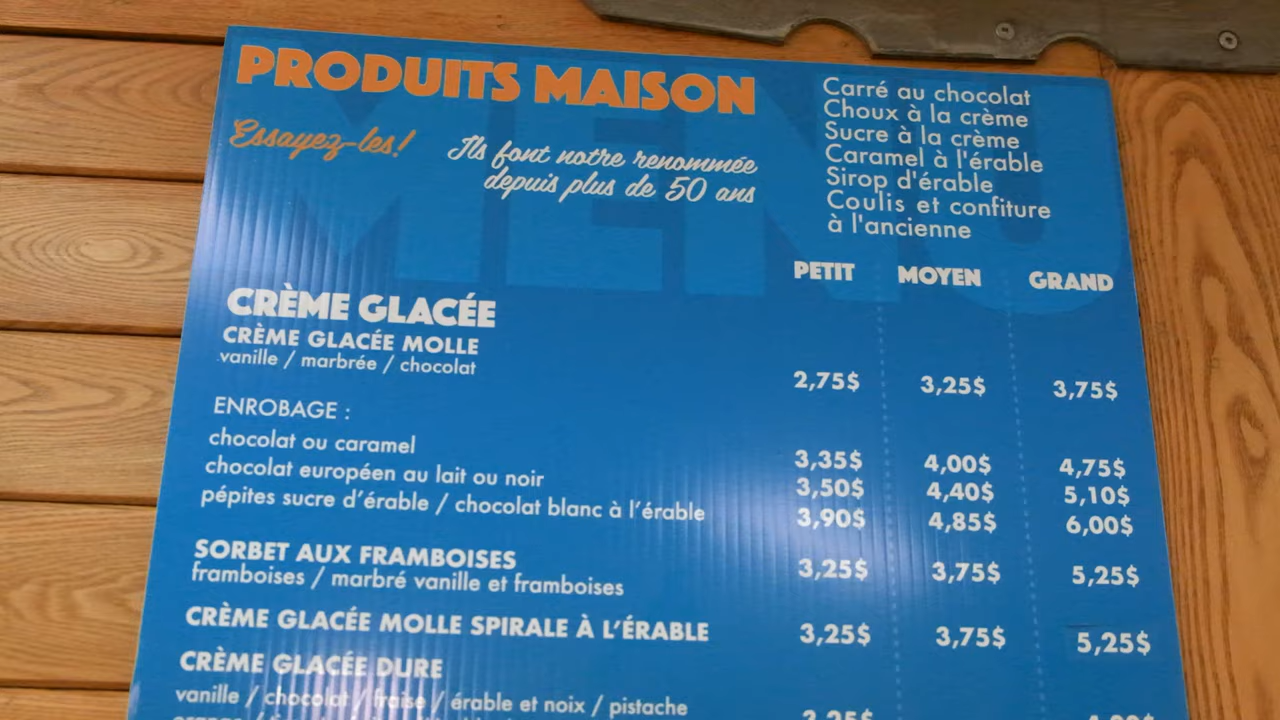 MENU
PRODUITS MAISON
Essayez-les!
Ils font notre renommée
depuis plus de 50 ans
Carré au chocolat
Choux à la crème
Sucre à la crème
Caramel à l'érable
Sirop d'érable
Coulis et confiture
à l'ancienne
PETIT MOYEN GRAND
CRÈME GLACÉE
CRÈME GLACÉE MOLLE
vanille / marbrée / chocolat 2,75$ 3,25$ 3,75$
ENROBAGE :
chocolat ou caramel 3,35$ 4,00$ 4,75$
chocolat européen au lait ou noir 3,50$ 4,40$ 5,10$
pépites sucre d'érable / chocolat blanc à l'érable 3,90$ 4,85$ 6,00$
SORBET AUX FRAMBOISES 3,25$ 3,75$ 5,25$
framboises / marbré vanille et framboises
CRÈME GLACÉE MOLLE SPIRALE À L'ÉRABLE 3,25$ 3,75$ 5,25$
CRÈME GLACÉE DURE
vanille / chocolat / fraise / érable et noix / pistache